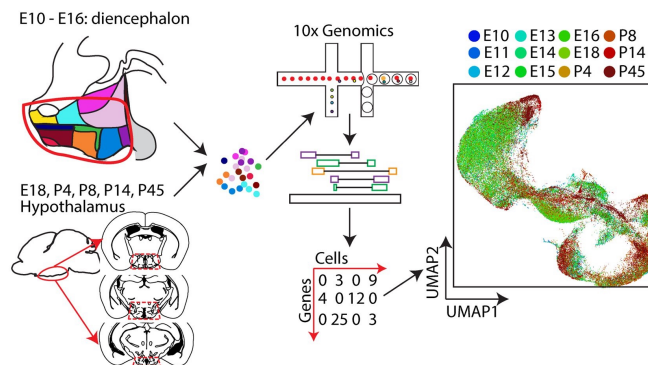 E10 - E16: diencephalon
10x Genomics
E10 E13 E16 P8
E11 E14 E18 P14
E12 E15 P4 P45
E18, P4, P8, P14, P45
Hypothalamus
Cells
Genes
0 3 0 9
4 0 12 0
0 25 0 3
UMAP2
UMAP1